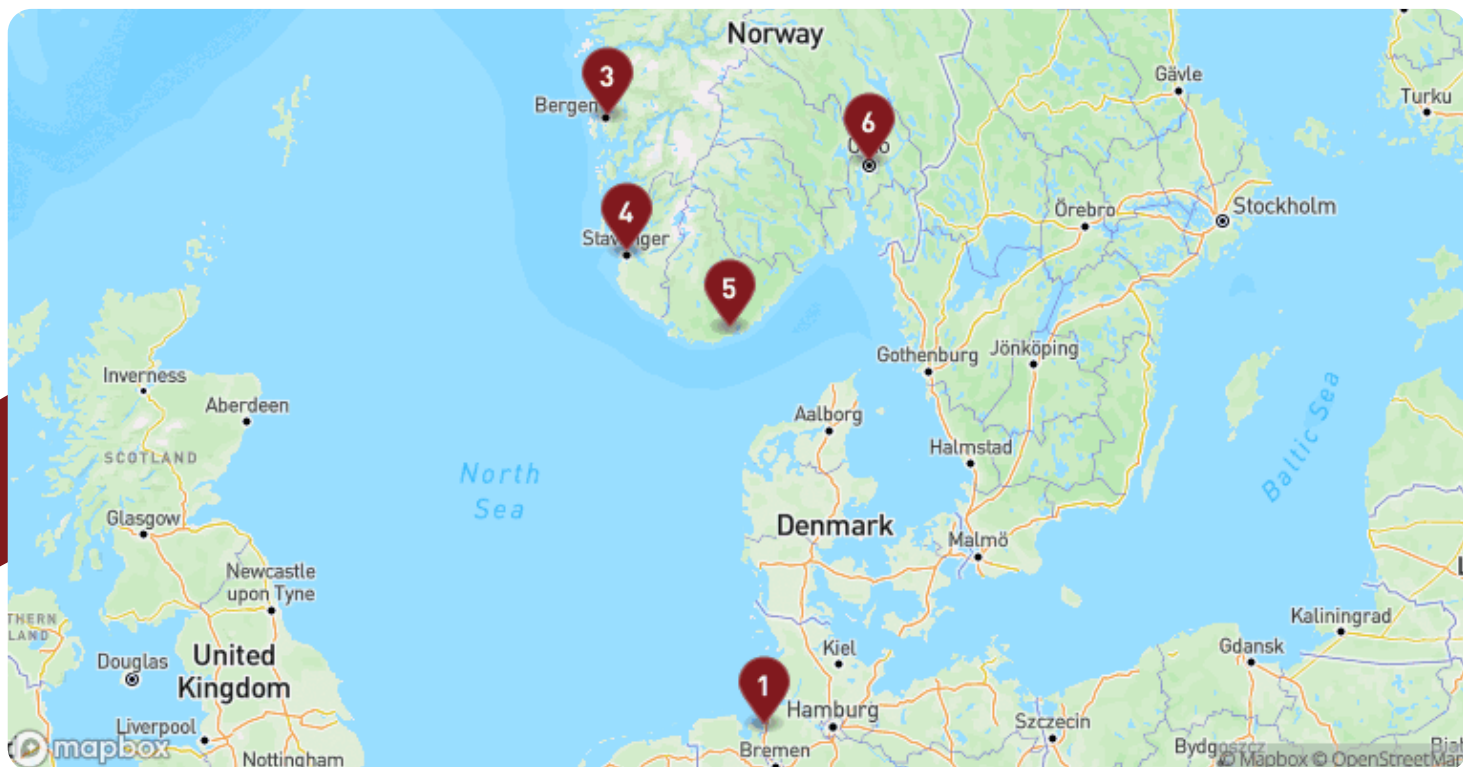 Norway
3
Bergen
Gävle
Turku
6
4
Örebro
Stockholm
5
Gothenburg
Jönköping
Inverness
Aberdeen
Aalborg
SCOTLAND
Halmstad
Baltic Sea
North
Sea
Glasgow
Denmark
Malmö
Newcastle
upon Tyne
THERN
LAND
Kaliningrad
Douglas
United
Kingdom
Kiel
Gdansk
1
Hamburg
Liverpool
Szczecin
mapbox
Nottingham
Bremen
Bydgoszcz
© Mapbox © OpenStreetMap